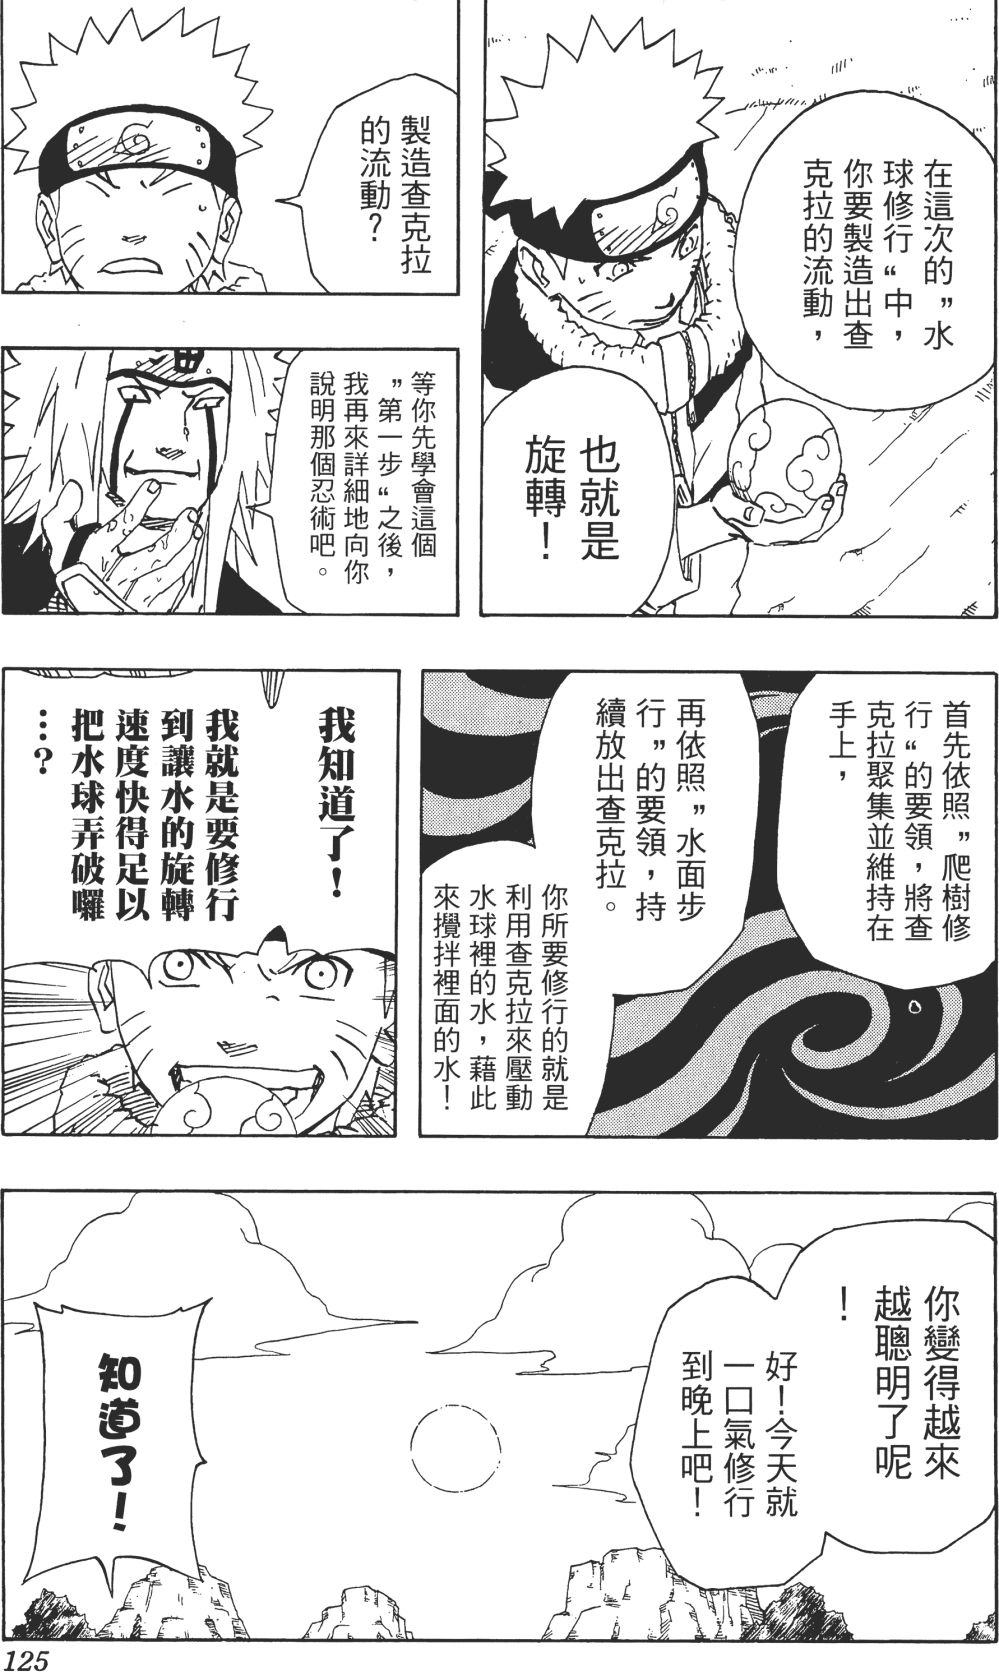 在這次的”水
球修行“中，
你要製造出查
克拉的流動，
也就是
旋轉！
製造查克拉
的流動？
等你先學會這個
”第一步“之後，
我再來詳細地向你
說明那個忍術吧。
首先依照”爬樹修
行“的要領，將查
克拉聚集並維持在
手上，
再依照”水面步
行”的要領，持
續放出查克拉。
你所要修行的就是
利用查克拉來壓動
水球裡的水，藉此
來攪拌裡面的水！
我知道了！
我就是要修行
到讓水的旋轉
速度快得足以
把水球弄破囉
…？
你變得越來
越聰明了呢
！
好！今天就
一口氣修行
到晚上吧！
知道了！
125